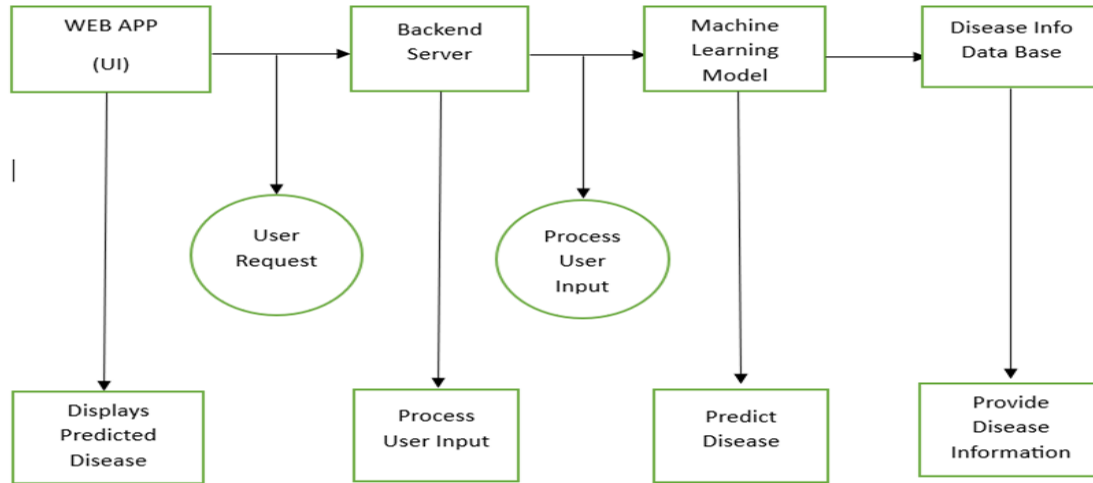 WEB APP
(UI)
Backend
Server
Machine
Learning
Model
Disease Info
Data Base
User
Request
Process
User
Input
Displays
Predicted
Disease
Process
User Input
Predict
Disease
Provide
Disease
Information